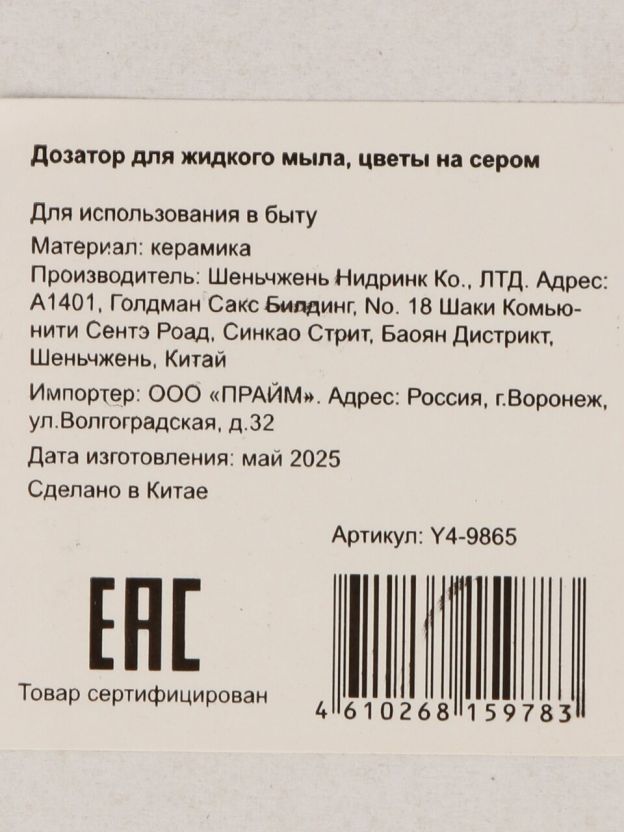 Дозатор для жидкого мыла, цветы на сером
Для использования в быту
Материал: керамика
Производитель: Шеньчжень Нидринк Ко., ЛТД. Адрес:
А1401, Голдман Сакс Билдинг, No. 18 Шаки Комью-
нити Сентэ Роад, Синкао Стрит, Баоян Дистрикт,
Шеньчжень, Китай
Импортер: ООО «ПРАЙМ». Адрес: Россия, г.Воронеж,
ул.Волгоградская, д.32
Дата изготовления: май 2025
Сделано в Китае
Артикул: Y4-9865
EAC
Товар сертифицирован
4 610268 159783